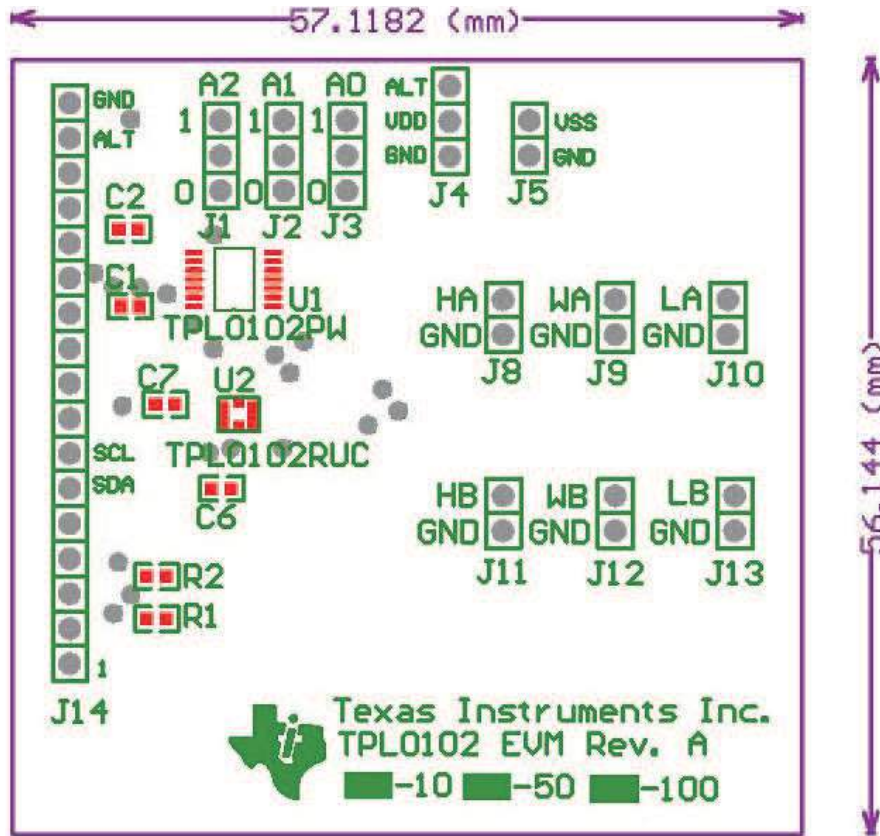 57.1182 (mm)
GND
ALT
A2 A1 A0
1 1 1
0 0 0
J1 J2 J3
ALT
VDD
GND
J4
VSS
GND
J5
C2
C1
U1
TPL0102PW
C7 U2
TPL0102RUC
C6
SCL
SDA
R2
R1
1
J14
HA WA LA
GND GND GND
J8 J9 J10
HB WB LB
GND GND GND
J11 J12 J13
56.144 (mm)
Texas Instruments Inc.
TPL0102 EVM Rev. A
-10 -50 -100